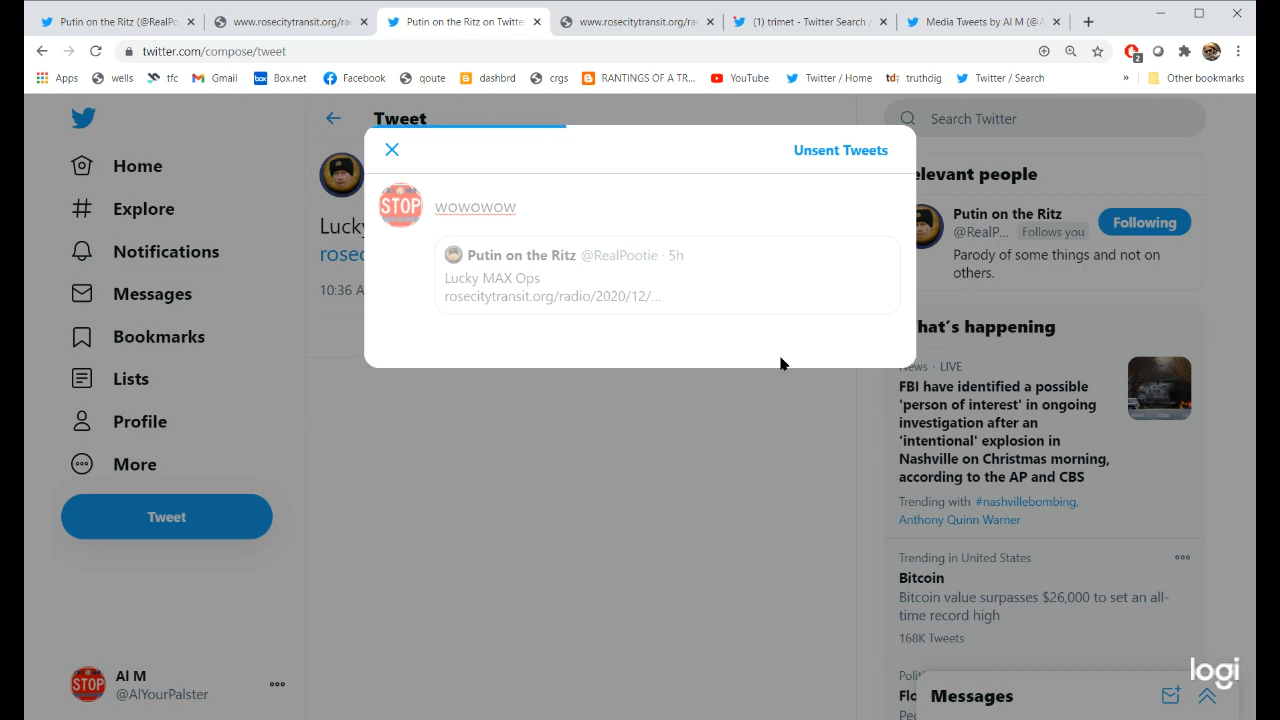 Putin on the Ritz (@RealPo
www.rosecitytransit.org/ra
Putin on the Ritz on Twitte
www.rosecitytransit.org/ra
(1) trimet - Twitter Search /
Media Tweets by Al M (@A
twitter.com/compose/tweet
2
Apps
wells
tfc
Gmail
box
Box.net
Facebook
qoute
dashbrd
crgs
RANTINGS OF A TR...
YouTube
Twitter / Home
td
truthdig
Twitter / Search
»
Other bookmarks
Home
Explore
Notifications
Messages
Bookmarks
Lists
Profile
More
Tweet
Al M
@AlYourPalster
STOP
Tweet
Lucky
rosec
10:36 A
Unsent Tweets
STOP
wowowow
Putin on the Ritz @RealPootie · 5h
Lucky MAX Ops
rosecitytransit.org/radio/2020/12/...
Search Twitter
elevant people
Putin on the Ritz
@RealP... Follows you
Following
Parody of some things and not on
others.
hat's happening
News · LIVE
FBI have identified a possible
'person of interest' in ongoing
investigation after an
'intentional' explosion in
Nashville on Christmas morning,
according to the AP and CBS
Trending with #nashvillebombing,
Anthony Quinn Warner
Trending in United States
Bitcoin
Bitcoin value surpasses $26,000 to set an all-
time record high
168K Tweets
Polit
Flo
Messages
logi